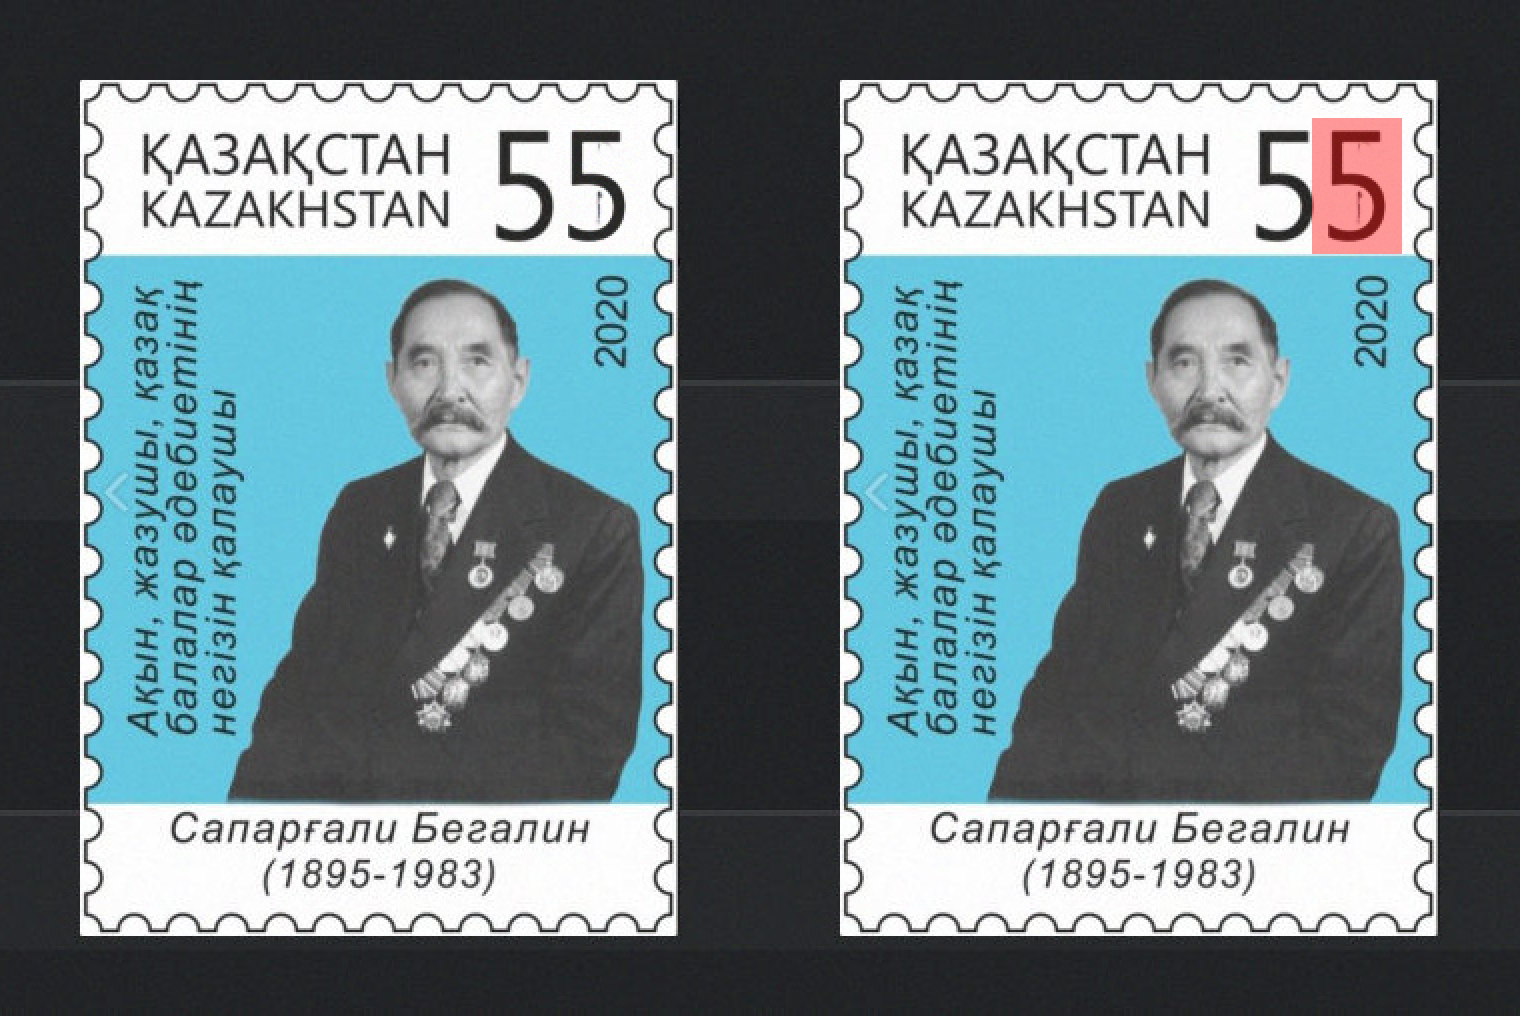 ҚАЗАҚСТАН 55
KAZAKHSTAN
2020
Ақын, жазушы, қазақ
балалар әдебиетінің
негізін қалаушы
Сапарғали Бегалин
(1895-1983)
ҚАЗАҚСТАН 55
KAZAKHSTAN
2020
Ақын, жазушы, қазақ
балалар әдебиетінің
негізін қалаушы
Сапарғали Бегалин
(1895-1983)